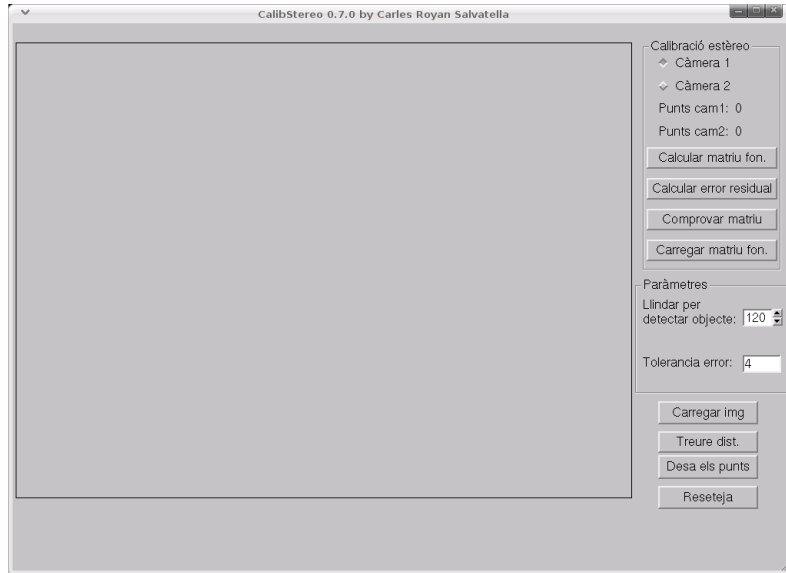 CalibStereo 0.7.0 by Carles Royan Salvatella
Calibració estèreo
Càmera 1
Càmera 2
Punts cam1: 0
Punts cam2: 0
Calcular matriu fon.
Calcular error residual
Comprovar matriu
Carregar matriu fon.
Paràmetres
Llindar per
detectar objecte: 120
Tolerancia error: 4
Carregar img
Treure dist.
Desa els punts
Reseteja